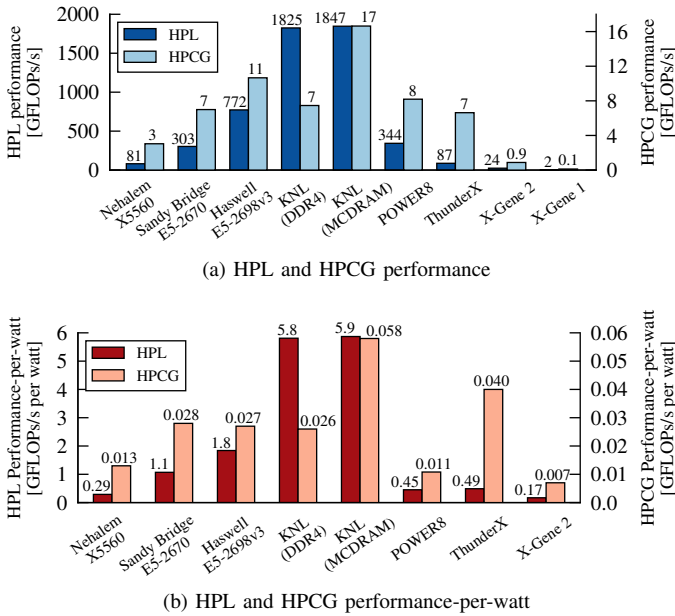 HPL performance
[GFLOPs/s]
2000
1500
1000
500
0
HPL
HPCG
81
3
303
7
772
11
1825
7
1847
17
344
8
87
7
24
0.9
2
0.1
16
12
8
4
0
HPCG performance
[GFLOPs/s]
Nehalem
X5560
Sandy Bridge
E5-2670
Haswell
E5-2698v3
KNL
(DDR4)
KNL
(MCDRAM)
POWER8
ThunderX
X-Gene 2
X-Gene 1
(a) HPL and HPCG performance
HPL Performance-per-watt
[GFLOPs/s per watt]
6
5
4
3
2
1
0
HPL
HPCG
0.29
0.013
1.1
0.028
1.8
0.027
5.8
0.026
5.9
0.058
0.45
0.011
0.49
0.040
0.17
0.007
0.06
0.05
0.04
0.03
0.02
0.01
0.0
HPCG Performance-per-watt
[GFLOPs/s per watt]
Nehalem
X5560
Sandy Bridge
E5-2670
Haswell
E5-2698v3
KNL
(DDR4)
KNL
(MCDRAM)
POWER8
ThunderX
X-Gene 2
(b) HPL and HPCG performance-per-watt